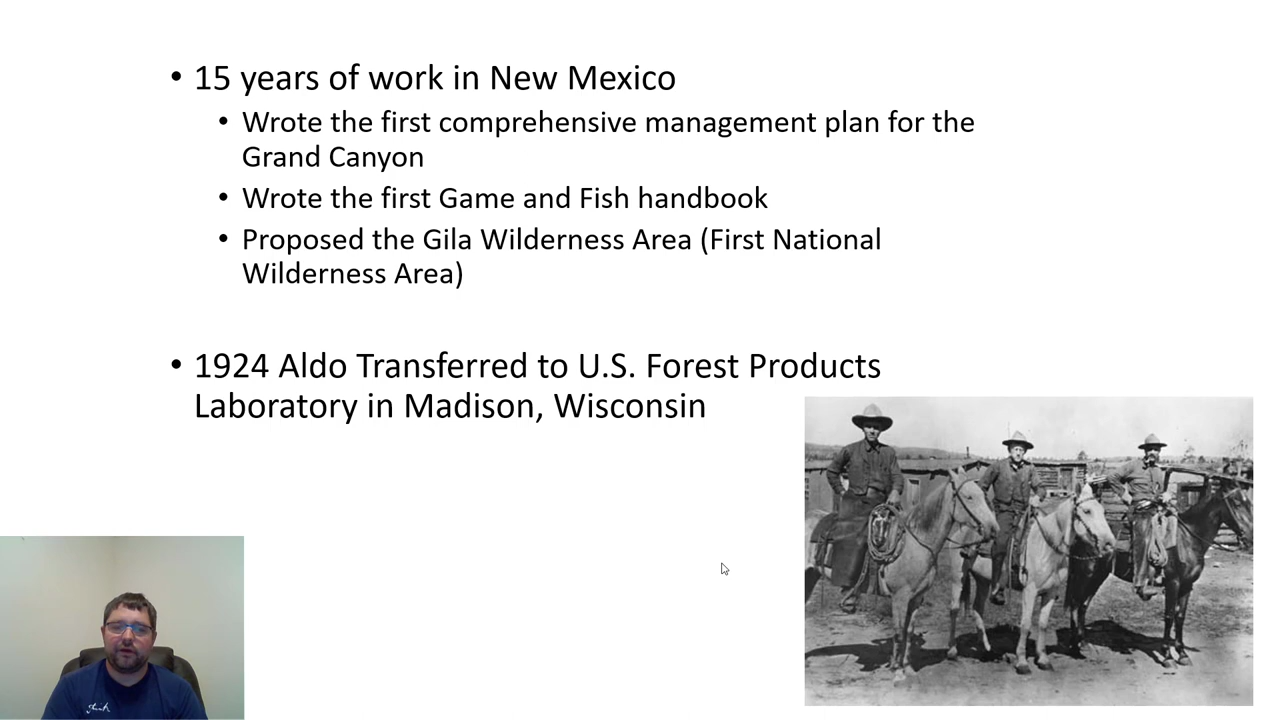 • 15 years of work in New Mexico
• Wrote the first comprehensive management plan for the
Grand Canyon
• Wrote the first Game and Fish handbook
• Proposed the Gila Wilderness Area (First National
Wilderness Area)
• 1924 Aldo Transferred to U.S. Forest Products
Laboratory in Madison, Wisconsin